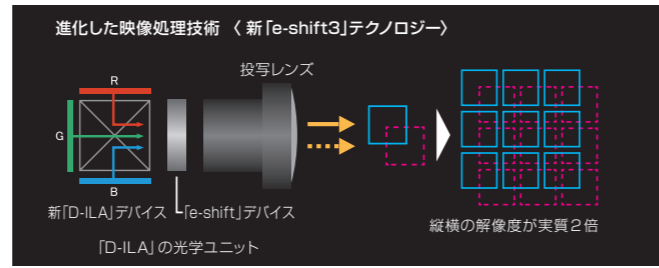 進化した映像処理技術 〈 新「e-shift3」テクノロジー〉
投写レンズ
R
G
B
新「D-ILA」デバイス
「e-shift」デバイス
「D-ILA」の光学ユニット
縦横の解像度が実質2倍